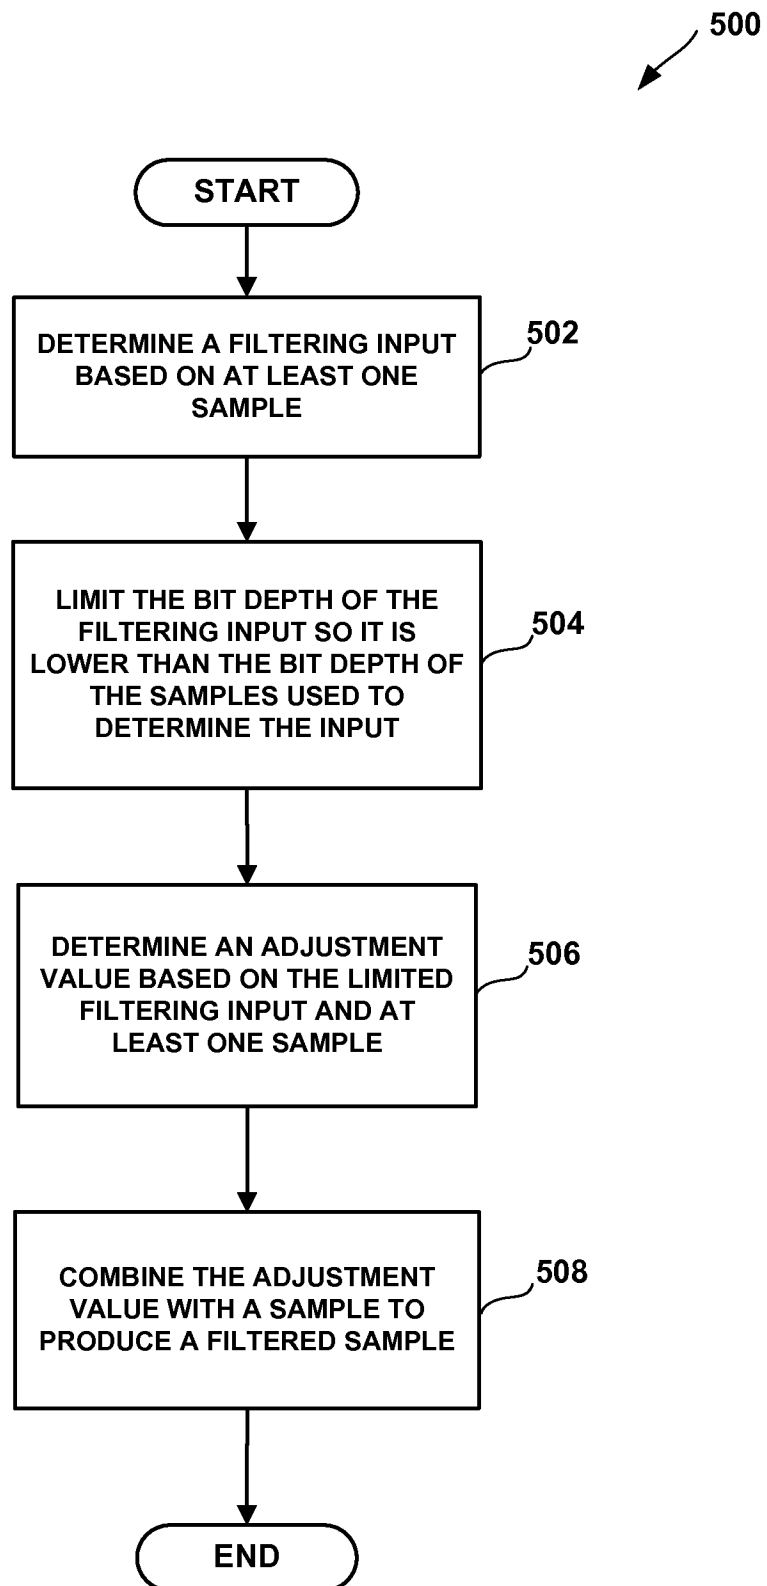 500
START
DETERMINE A FILTERING INPUT
BASED ON AT LEAST ONE
SAMPLE
502
LIMIT THE BIT DEPTH OF THE
FILTERING INPUT SO IT IS
LOWER THAN THE BIT DEPTH OF
THE SAMPLES USED TO
DETERMINE THE INPUT
504
DETERMINE AN ADJUSTMENT
VALUE BASED ON THE LIMITED
FILTERING INPUT AND AT
LEAST ONE SAMPLE
506
COMBINE THE ADJUSTMENT
VALUE WITH A SAMPLE TO
PRODUCE A FILTERED SAMPLE
508
END